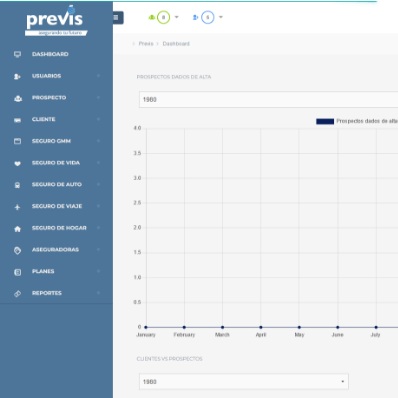 previs
asegurando tu futuro
DASHBOARD
USUARIOS
PROSPECTO
CLIENTE
SEGURO GMM
SEGURO DE VIDA
SEGURO DE AUTO
SEGURO DE VIAJE
SEGURO DE HOGAR
ASEGURADORAS
PLANES
REPORTES
Previs > Dashboard
PROSPECTOS DADOS DE ALTA
1980
Prospectos dados de alta
4.0
3.5
3.0
2.5
2.0
1.5
1.0
0.5
0
January February March April May June July
CLIENTES VS PROSPECTOS
1980